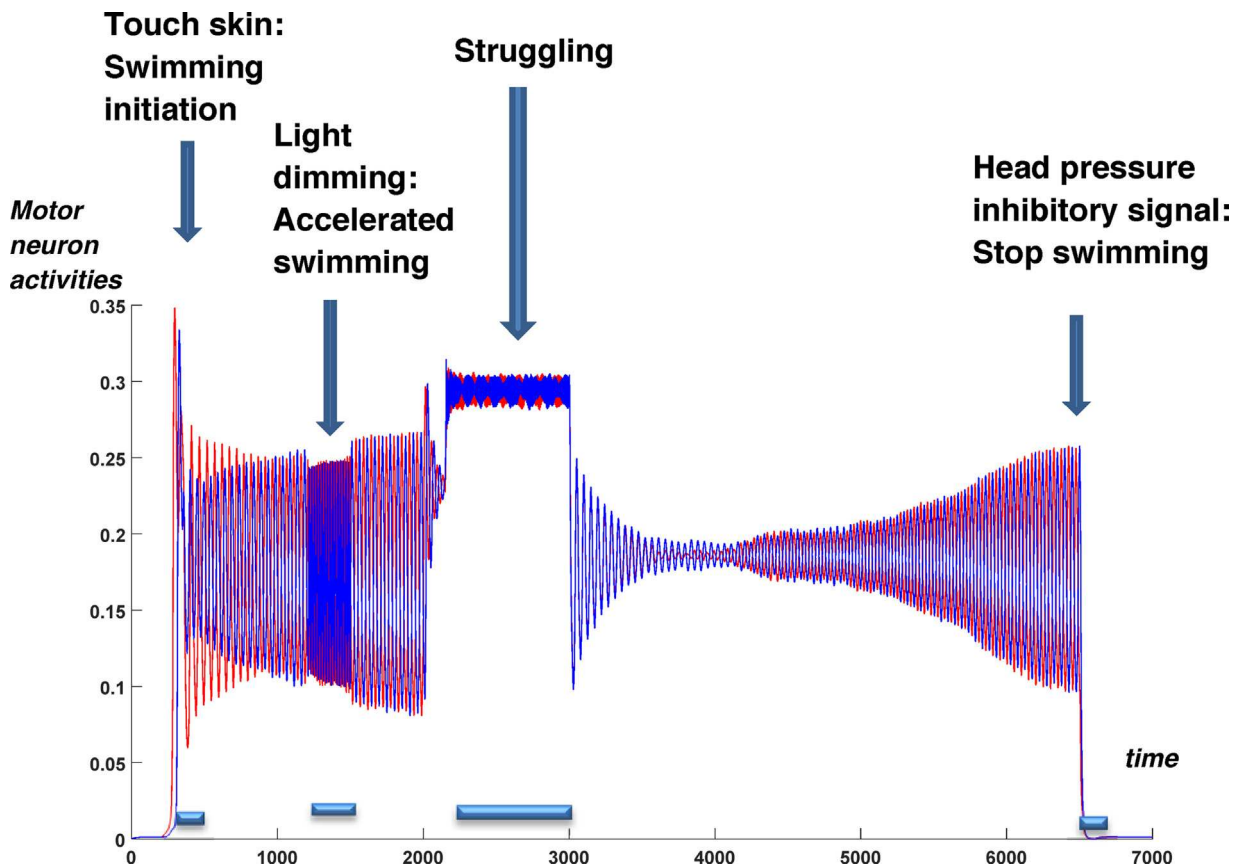 Touch skin:
Swimming
initiation
Struggling
Light
dimming:
Accelerated
swimming
Head pressure
inhibitory signal:
Stop swimming
Motor
neuron
activities
0.35
0.3
0.25
0.2
0.15
0.1
0.05
0
time
0 1000 2000 3000 4000 5000 6000 7000